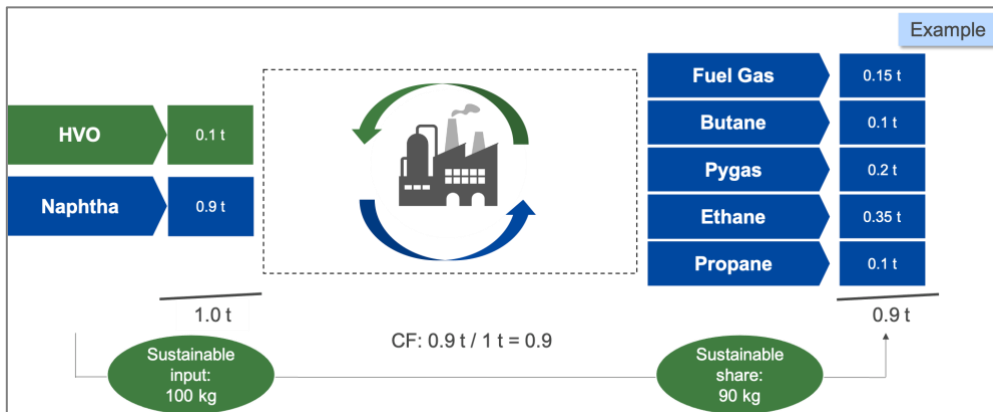 Example
HVO
0.1 t
Naphtha
0.9 t
1.0 t
Sustainable
input:
100 kg
CF: 0.9 t / 1 t = 0.9
Fuel Gas
0.15 t
Butane
0.1 t
Pygas
0.2 t
Ethane
0.35 t
Propane
0.1 t
0.9 t
Sustainable
share:
90 kg